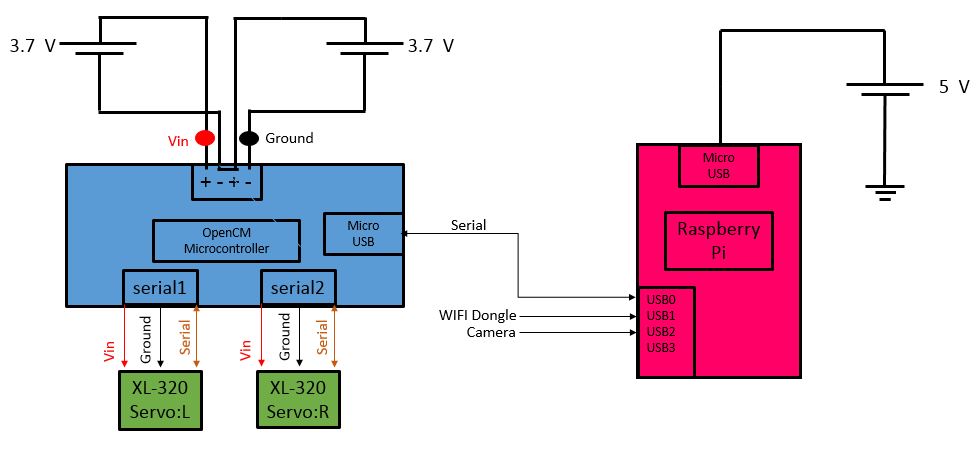 3.7 V
3.7 V
5 V
Vin
Ground
+ - + -
Micro
USB
OpenCM
Microcontroller
Micro
USB
Serial
Raspberry
Pi
serial1
serial2
USB0
WIFI Dongle
USB1
Camera
USB2
USB3
Vin
Ground
Serial
Vin
Ground
Serial
XL-320
Servo:L
XL-320
Servo:R